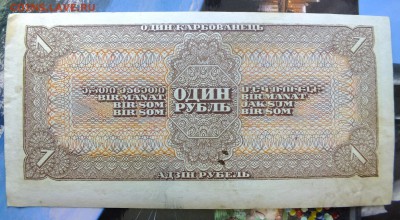 ОДИН КАРБОВАНЕЦЬ
1
1
BIR MANAT
BIR SOM
BIR SOM
ОДИН
РУБЛЬ
BIR MANAT
JAK
BIR SOM
1
1
АДЗІН РУБЕЛЬ